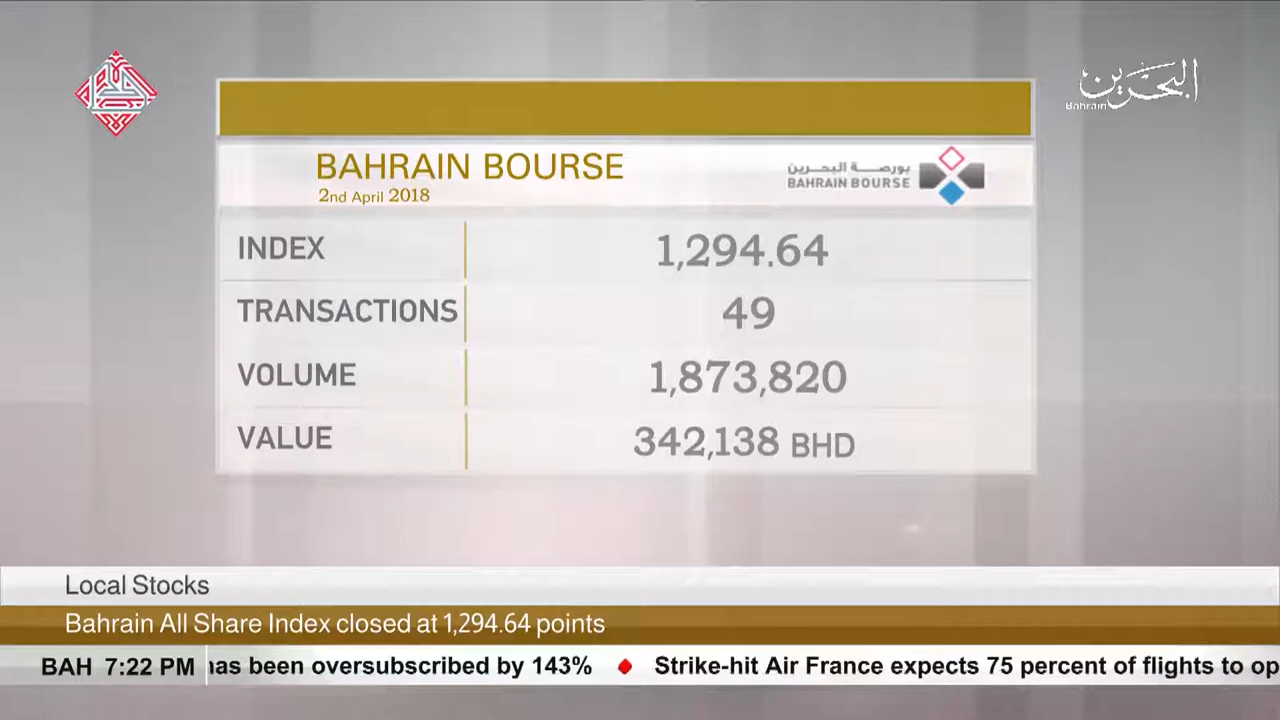 البحرين
Bahrain
BAHRAIN BOURSE
2nd April 2018
بورصة البحرين
BAHRAIN BOURSE
INDEX 1,294.64
TRANSACTIONS 49
VOLUME 1,873,820
VALUE 342,138 BHD
Local Stocks
Bahrain All Share Index closed at 1,294.64 points
BAH 7:22 PM has been oversubscribed by 143% Strike-hit Air France expects 75 percent of flights to op